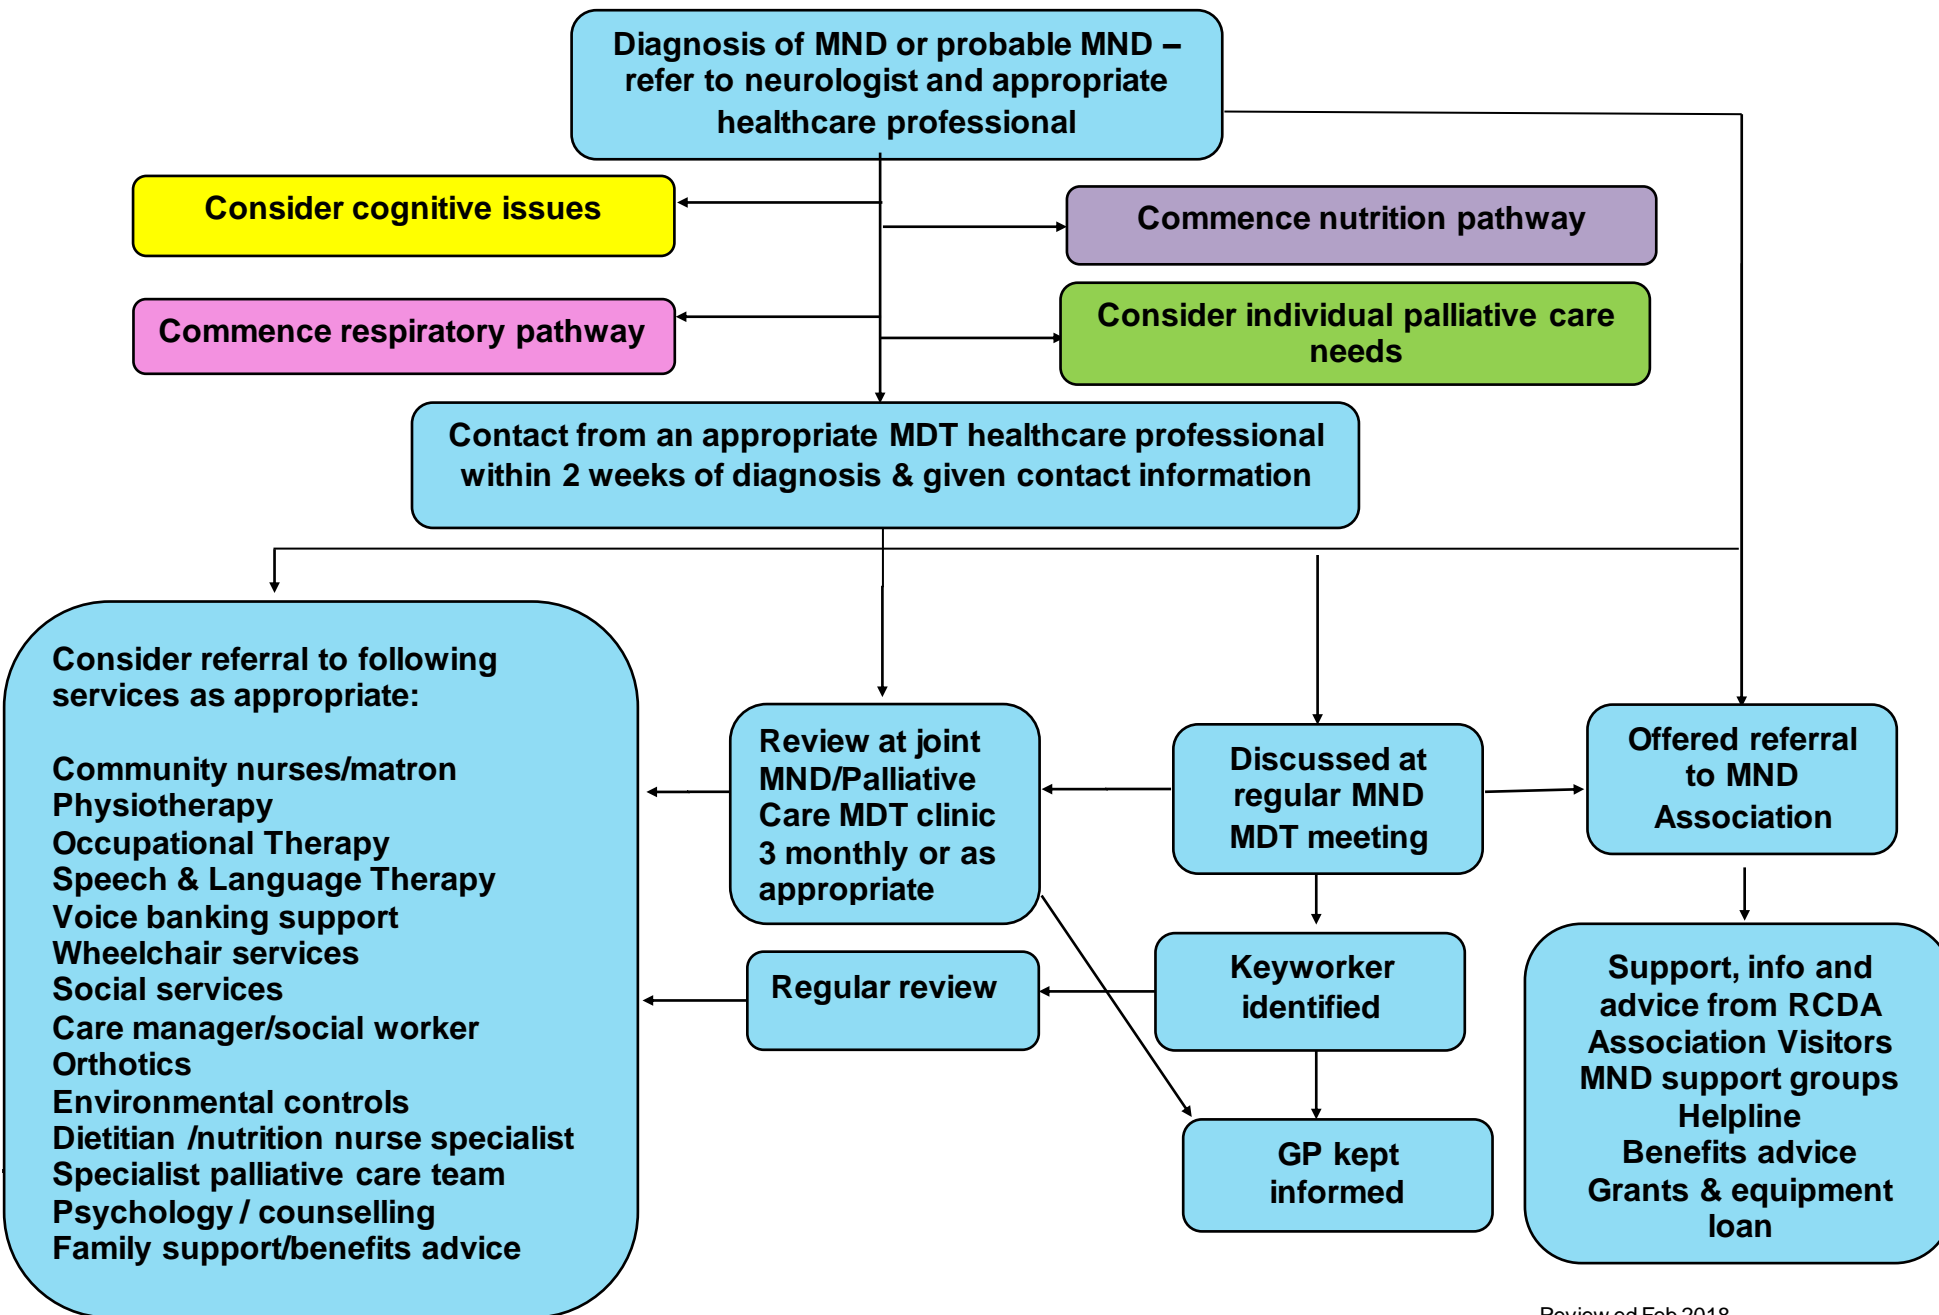 Diagnosis of MND or probable MND –
refer to neurologist and appropriate
healthcare professional
Consider cognitive issues
Commence nutrition pathway
Commence respiratory pathway
Consider individual palliative care
needs
Contact from an appropriate MDT healthcare professional
within 2 weeks of diagnosis & given contact information
Consider referral to following
services as appropriate:
Community nurses/matron
Physiotherapy
Occupational Therapy
Speech & Language Therapy
Voice banking support
Wheelchair services
Social services
Care manager/social worker
Orthotics
Environmental controls
Dietitian /nutrition nurse specialist
Specialist palliative care team
Psychology / counselling
Family support/benefits advice
Review at joint
MND/Palliative
Care MDT clinic
3 monthly or as
appropriate
Regular review
Discussed at
regular MND
MDT meeting
Keyworker
identified
GP kept
informed
Offered referral
to MND
Association
Support, info and
advice from RCDA
Association Visitors
MND support groups
Helpline
Benefits advice
Grants & equipment
loan
Review ed Feb 2018